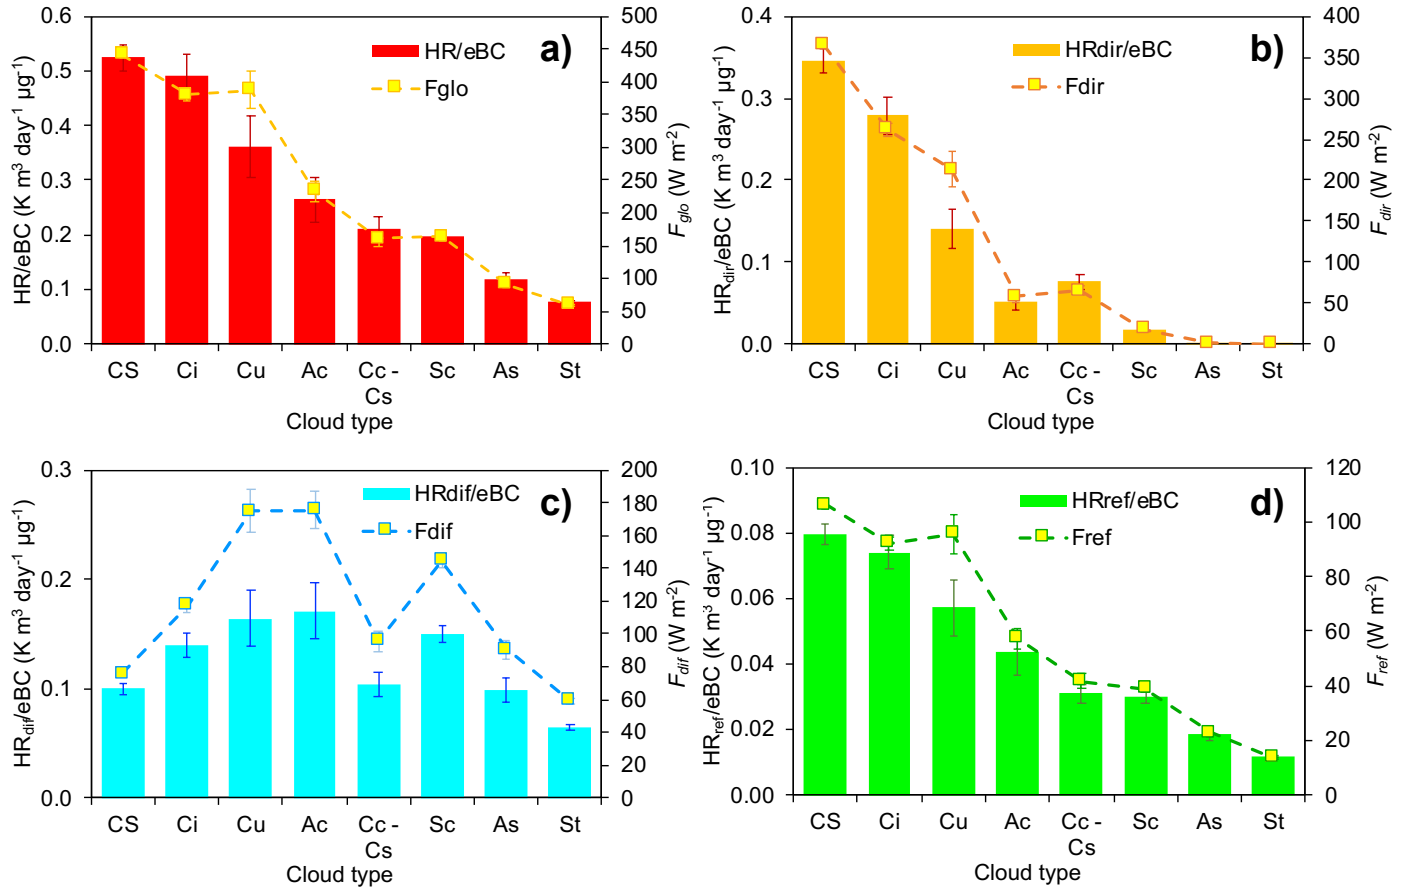 a)
HR/eBC
Fglo
HR/eBC (K m³ day⁻¹ µg⁻¹)
0.6
0.5
0.4
0.3
0.2
0.1
0.0
500
450
400
350
300
250
200
150
100
50
0
F_glo (W m⁻²)
CS Ci Cu Ac Cc - Sc As St
Cs
Cloud type
b)
HRdir/eBC
Fdir
HR_dir/eBC (K m³ day⁻¹ µg⁻¹)
0.4
0.3
0.2
0.1
0.0
400
350
300
250
200
150
100
50
0
F_dir (W m⁻²)
CS Ci Cu Ac Cc - Sc As St
Cs
Cloud type
c)
HRdif/eBC
Fdif
HR_dif/eBC (K m³ day⁻¹ µg⁻¹)
0.3
0.2
0.1
0.0
200
180
160
140
120
100
80
60
40
20
0
F_dif (W m⁻²)
CS Ci Cu Ac Cc - Sc As St
Cs
Cloud type
d)
HRref/eBC
Fref
HR_ref/eBC (K m³ day⁻¹ µg⁻¹)
0.10
0.08
0.06
0.04
0.02
0.00
120
100
80
60
40
20
0
F_ref (W m⁻²)
CS Ci Cu Ac Cc - Sc As St
Cs
Cloud type